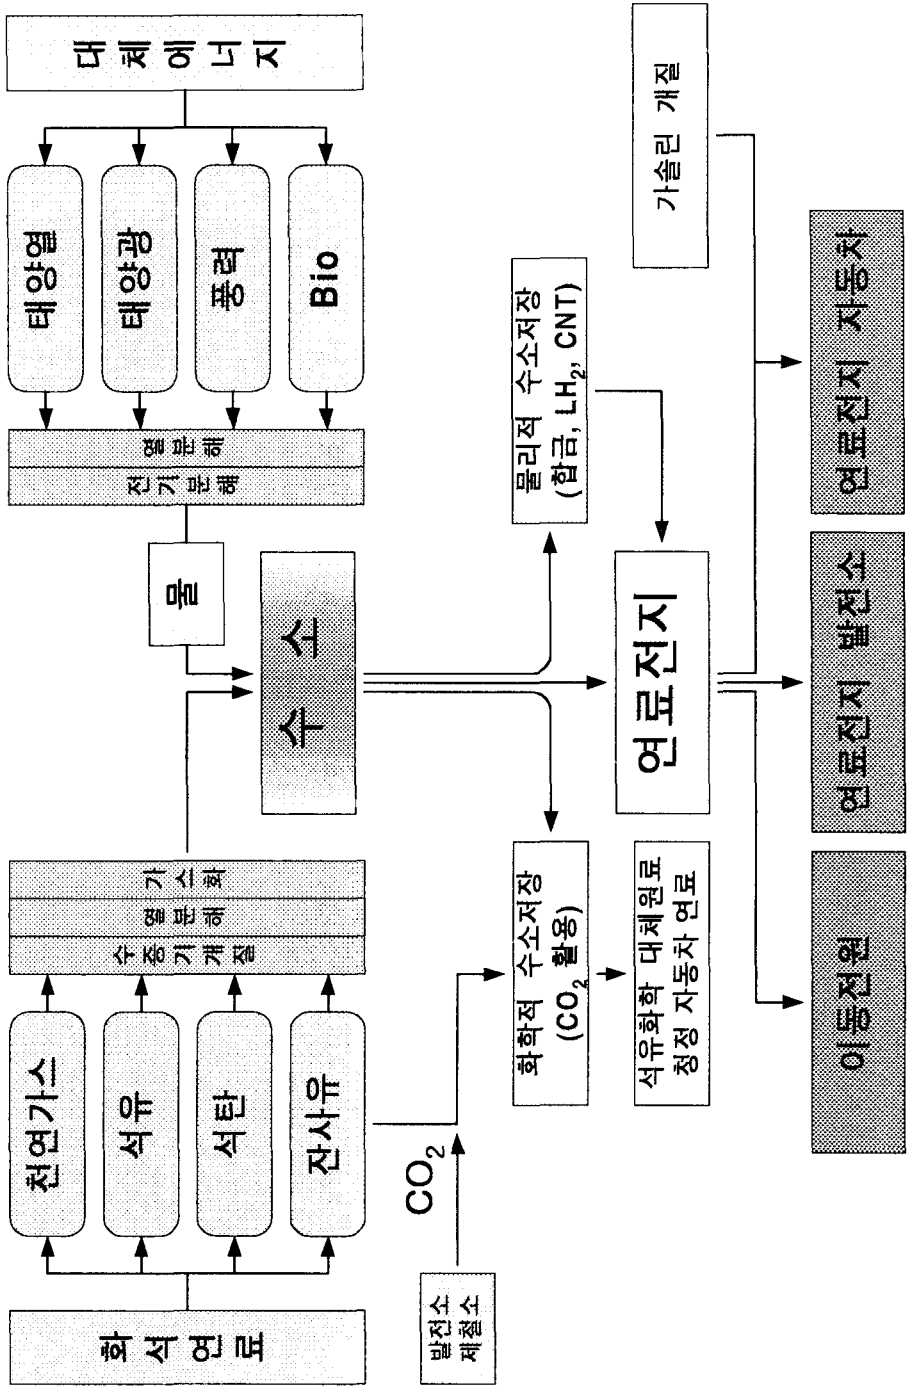 화석연료
천연가스
석유
석탄
잔사유
수증기개질
열분해
가스화
대체에너지
태양열
태양광
풍력
Bio
열분해
전기분해
물
수 소
발전소
제철소
CO₂
화학적 수소저장
(CO₂ 활용)
물리적 수소저장
(합금, LH₂, CNT)
석유화학 대체원료
청정 자동차 연료
연료전지
가솔린 개질
이동전원
연료전지 발전소
연료전지 자동차